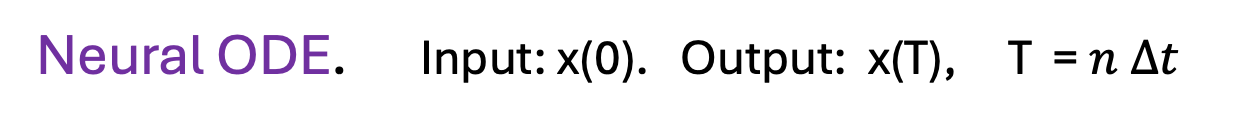 Neural ODE. Input: x(0). Output: x(T), T = n Δt